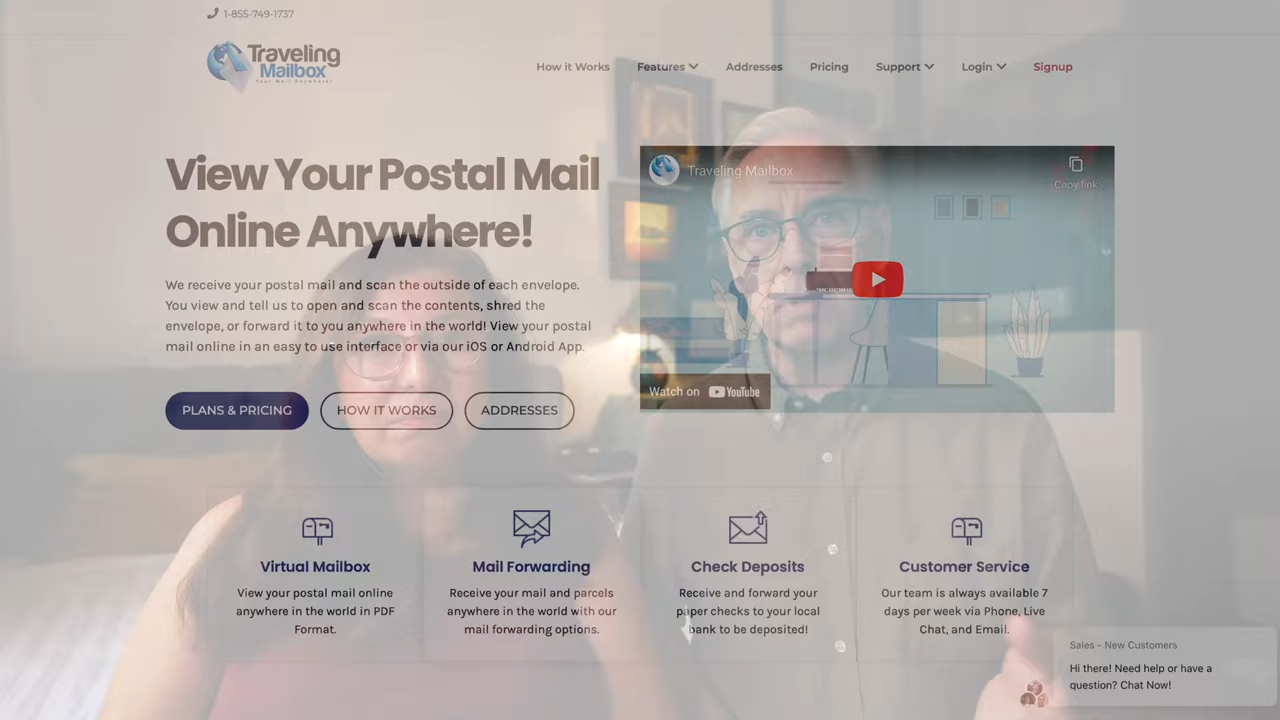 1-855-749-1737
Traveling
Mailbox
Your Mail Anywhere!
How it Works
Features
Addresses
Pricing
Support
Login
Signup
View Your Postal Mail
Online Anywhere!
We receive your postal mail and scan the outside of each envelope.
You view and tell us to open and scan the contents, shred the
envelope, or forward it to you anywhere in the world! View your postal
mail online in an easy to use interface or via our iOS or Android App.
PLANS & PRICING
HOW IT WORKS
ADDRESSES
Traveling Mailbox
Copy link
Watch on YouTube
Virtual Mailbox
View your postal mail online
anywhere in the world in PDF
Format.
Mail Forwarding
Receive your mail and parcels
anywhere in the world with our
mail forwarding options.
Check Deposits
Receive and forward your
paper checks to your local
bank to be deposited!
Customer Service
Our team is always available 7
days per week via Phone, Live
Chat, and Email.
Sales - New Customers
Hi there! Need help or have a
question? Chat Now!